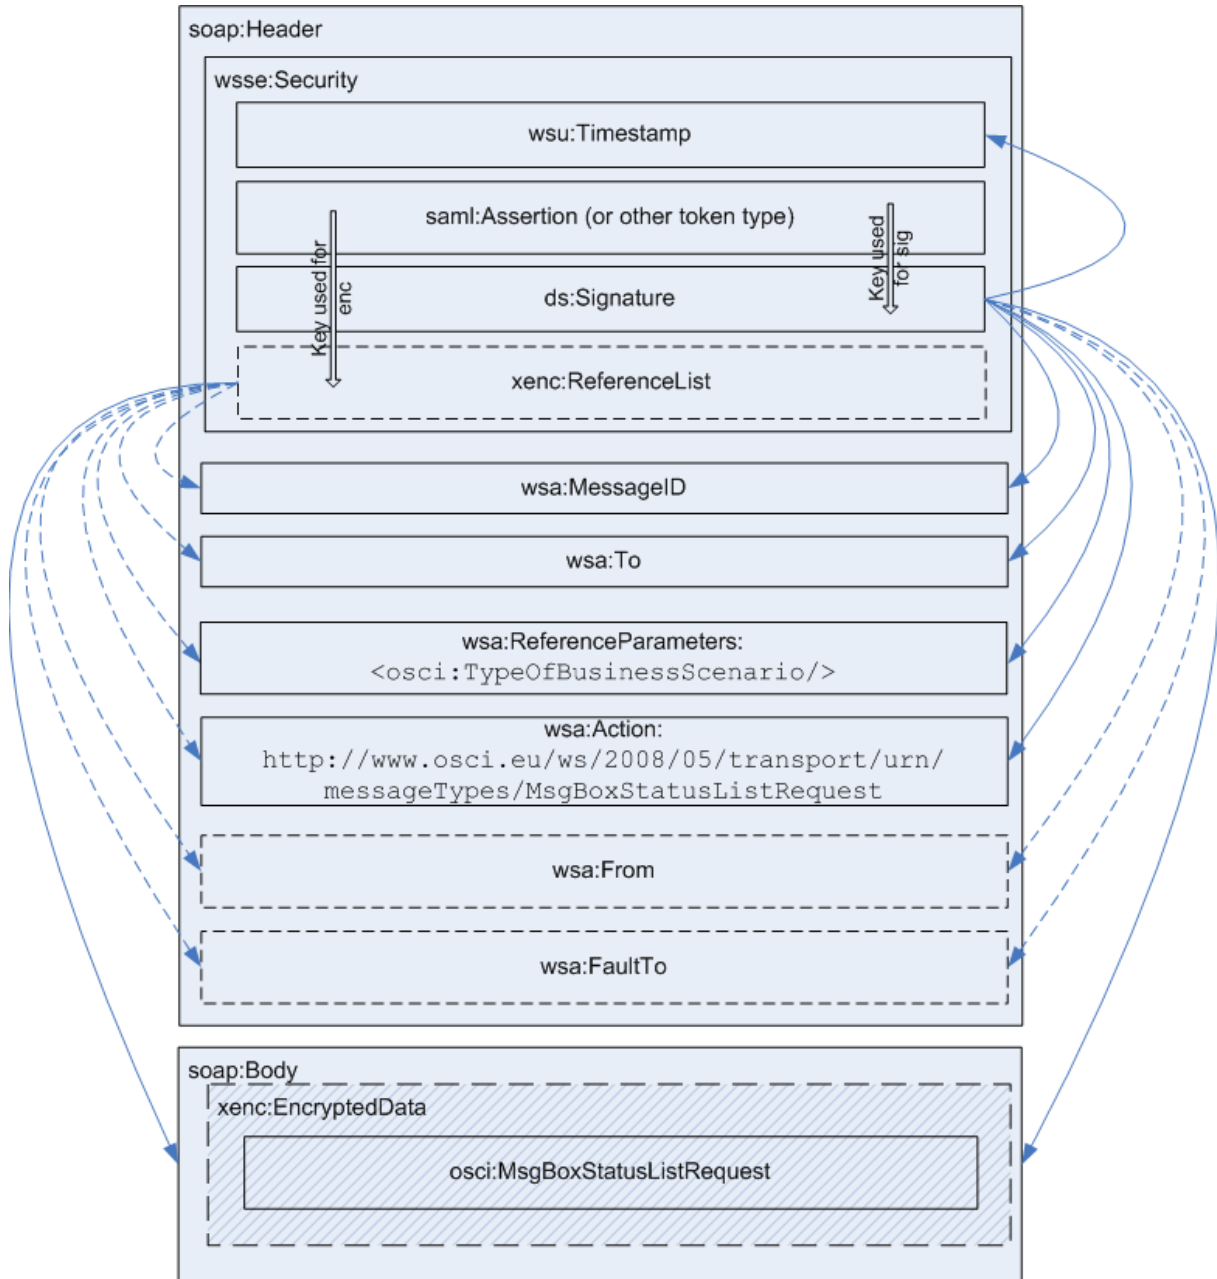 soap:Header
wsse:Security
wsu:Timestamp
saml:Assertion (or other token type)
Key used for
enc
Key used
for sig
ds:Signature
xenc:ReferenceList
wsa:MessageID
wsa:To
wsa:ReferenceParameters:
<osci:TypeOfBusinessScenario/>
wsa:Action:
http://www.osci.eu/ws/2008/05/transport/urn/
messageTypes/MsgBoxStatusListRequest
wsa:From
wsa:FaultTo
soap:Body
xenc:EncryptedData
osci:MsgBoxStatusListRequest